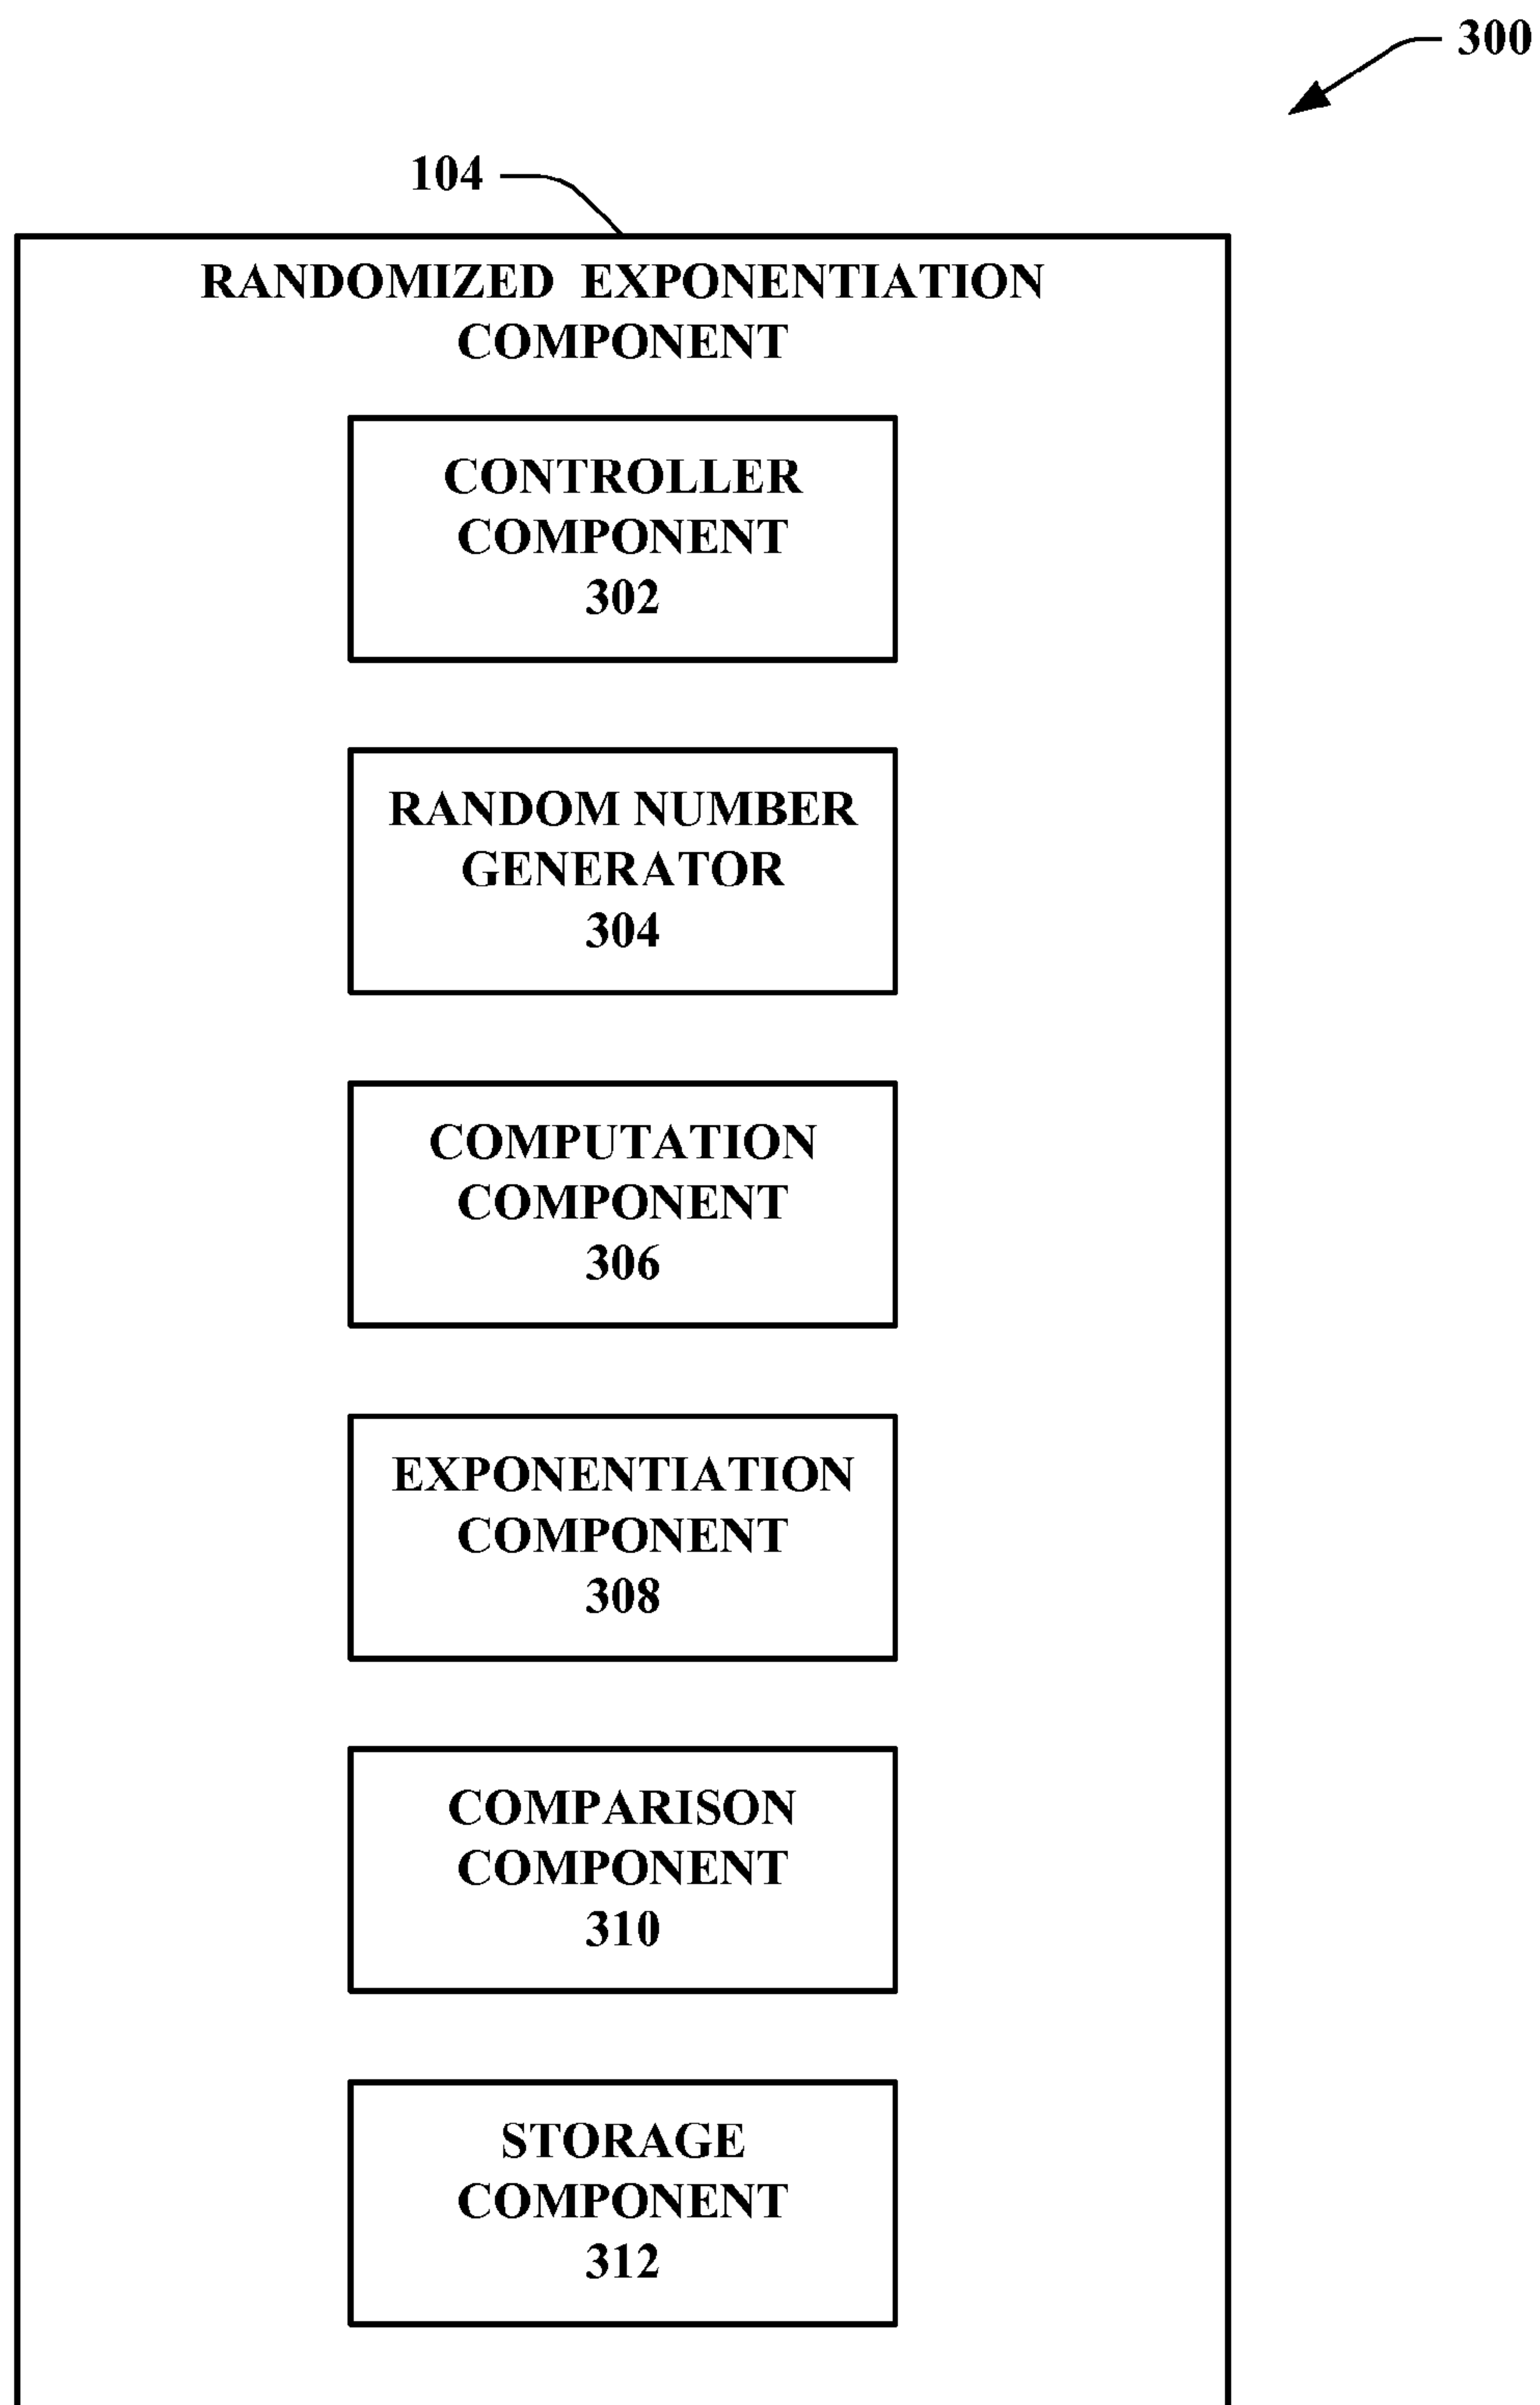 300
104
RANDOMIZED EXPONENTIATION
COMPONENT
CONTROLLER
COMPONENT
302
RANDOM NUMBER
GENERATOR
304
COMPUTATION
COMPONENT
306
EXPONENTIATION
COMPONENT
308
COMPARISON
COMPONENT
310
STORAGE
COMPONENT
312